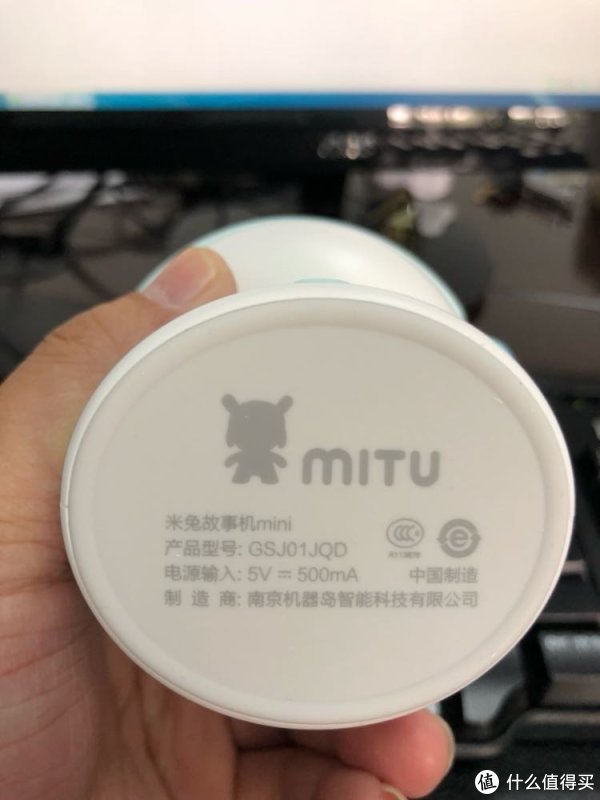 MITU
米兔故事机mini
产品型号: GSJ01JQD
电源输入: 5V ⎓ 500mA 中国制造
制 造 商: 南京机器岛智能科技有限公司
值 什么值得买